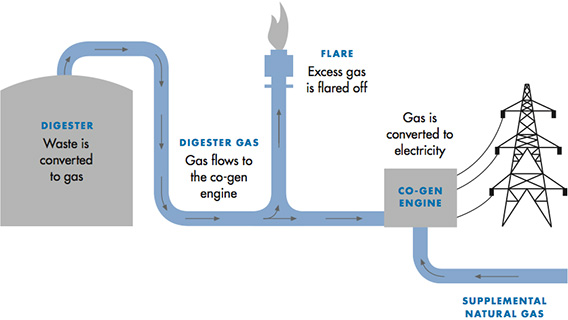 DIGESTER
Waste is
converted
to gas
DIGESTER GAS
Gas flows to
the co-gen
engine
FLARE
Excess gas
is flared off
Gas is
converted to
electricity
CO-GEN
ENGINE
SUPPLEMENTAL
NATURAL GAS